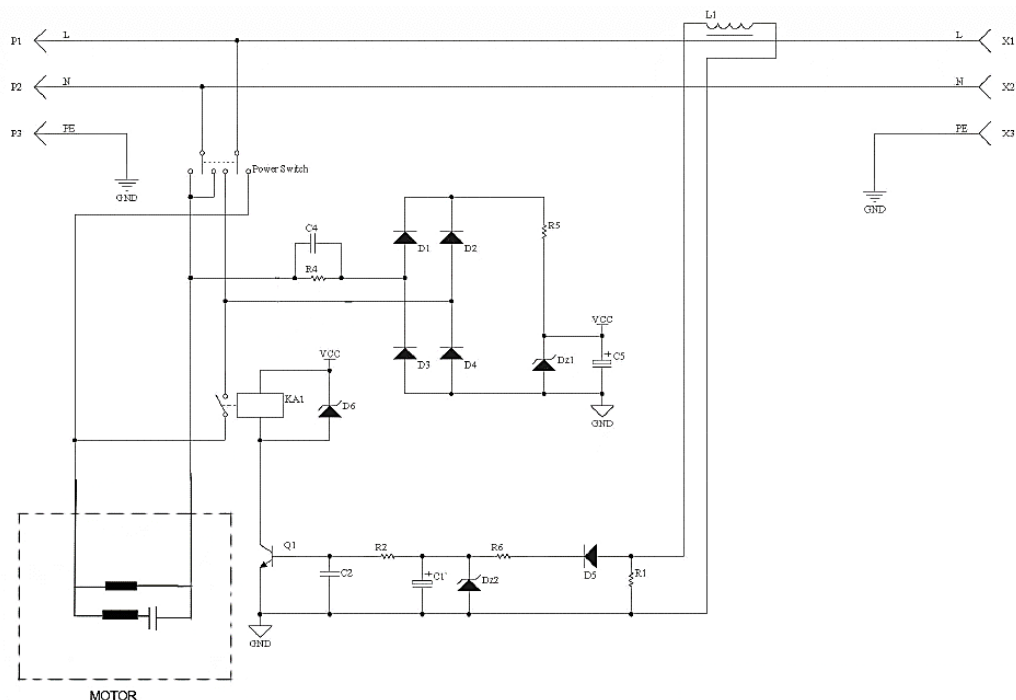 L1
P1 L L X1
P2 N N X2
P3 PE PE X3
Power Switch
GND
GND
C4
D1 D2 R5
R4
VCC
VCC
D3 D4 Dz1 C5
KA1 D6
GND
Q1 R2 R6
C2 C1' Dz2 D5 R1
GND
MOTOR